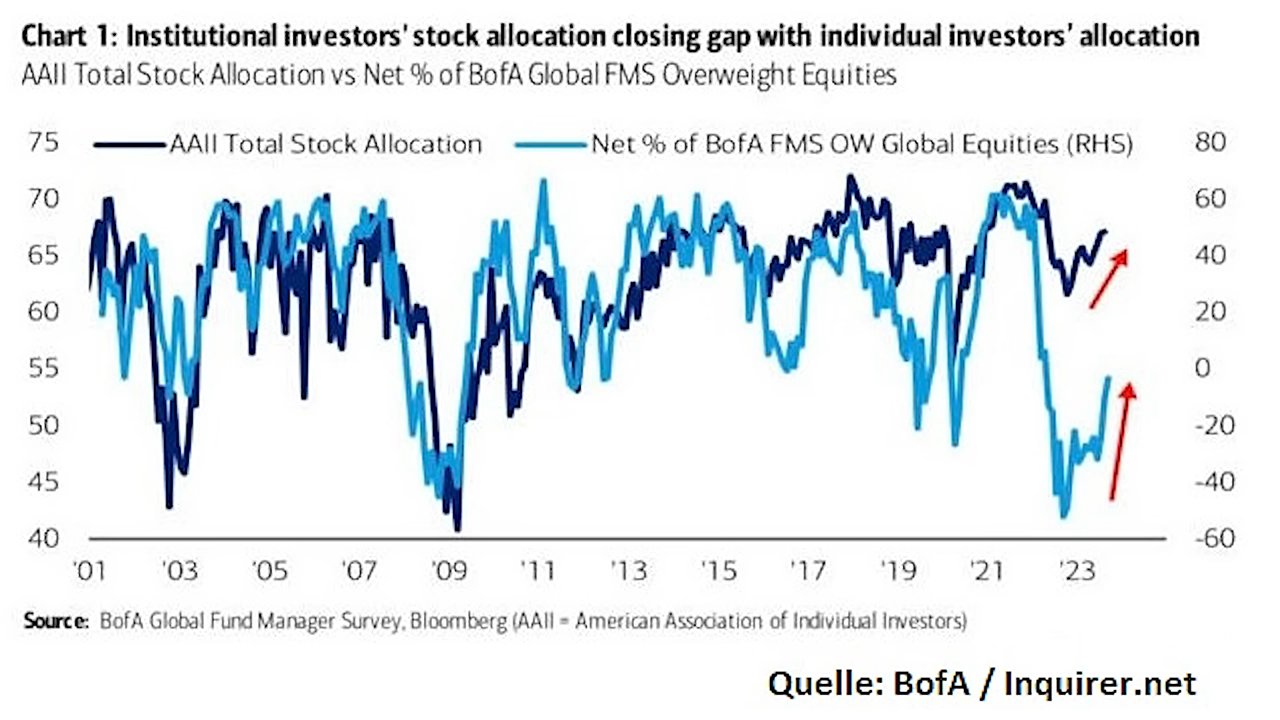 Chart 1: Institutional investors' stock allocation closing gap with individual investors' allocation
AAII Total Stock Allocation vs Net % of BofA Global FMS Overweight Equities
75 AAII Total Stock Allocation Net % of BofA FMS OW Global Equities (RHS) 80
70 60
65 40
60 20
55 0
50 -20
45 -40
40 -60
'01 '03 '05 '07 '09 '11 '13 '15 '17 '19 '21 '23
Source: BofA Global Fund Manager Survey, Bloomberg (AAII = American Association of Individual Investors)
Quelle: BofA / Inquirer.net